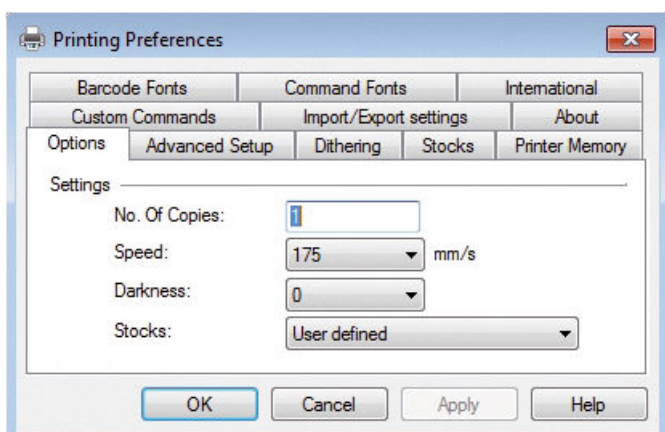 Printing Preferences
Barcode Fonts Command Fonts International
Custom Commands Import/Export settings About
Options Advanced Setup Dithering Stocks Printer Memory
Settings
No. Of Copies: 1
Speed: 175 mm/s
Darkness: 0
Stocks: User defined
OK Cancel Apply Help